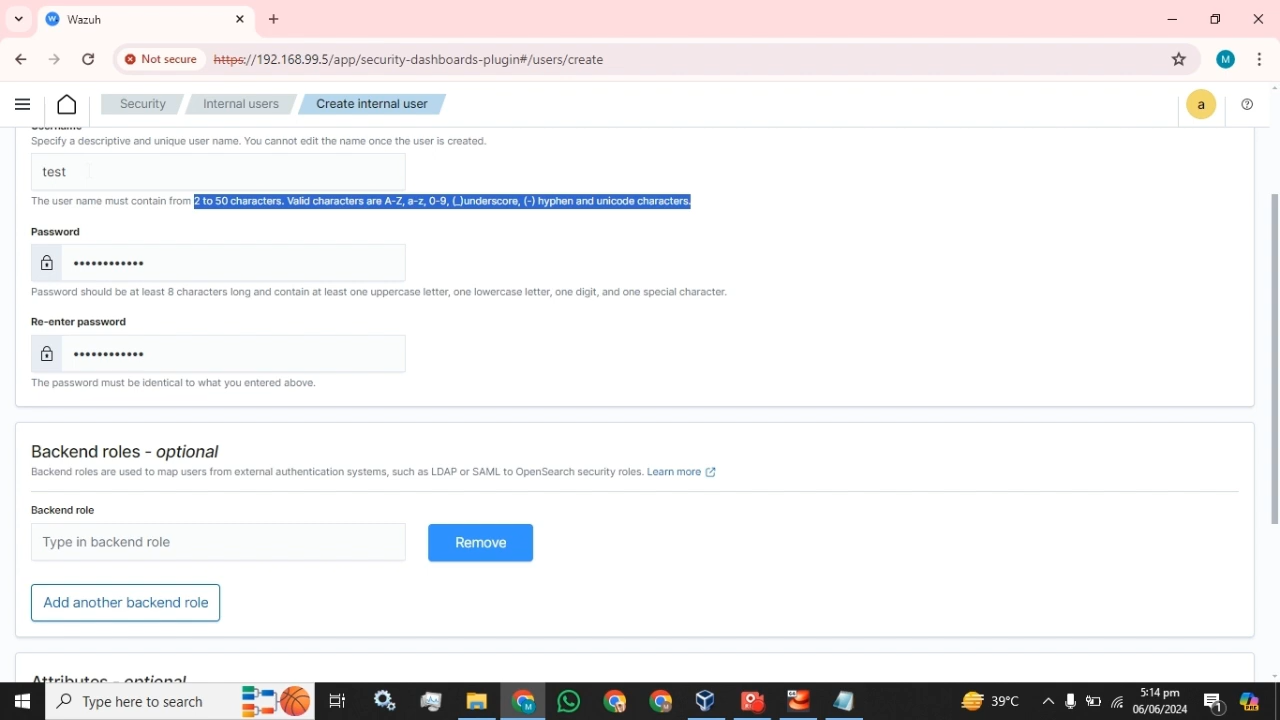 Wazuh
Not secure
https://192.168.99.5/app/security-dashboards-plugin#/users/create
M
Security
Internal users
Create internal user
a
Username
Specify a descriptive and unique user name. You cannot edit the name once the user is created.
test
The user name must contain from 2 to 50 characters. Valid characters are A-Z, a-z, 0-9, (_)underscore, (-) hyphen and unicode characters.
Password
••••••••••••
Password should be at least 8 characters long and contain at least one uppercase letter, one lowercase letter, one digit, and one special character.
Re-enter password
••••••••••••
The password must be identical to what you entered above.
Backend roles - optional
Backend roles are used to map users from external authentication systems, such as LDAP or SAML to OpenSearch security roles. Learn more
Backend role
Type in backend role
Remove
Add another backend role
Attributes - optional
Type here to search
39°C
5:14 pm
06/06/2024
1